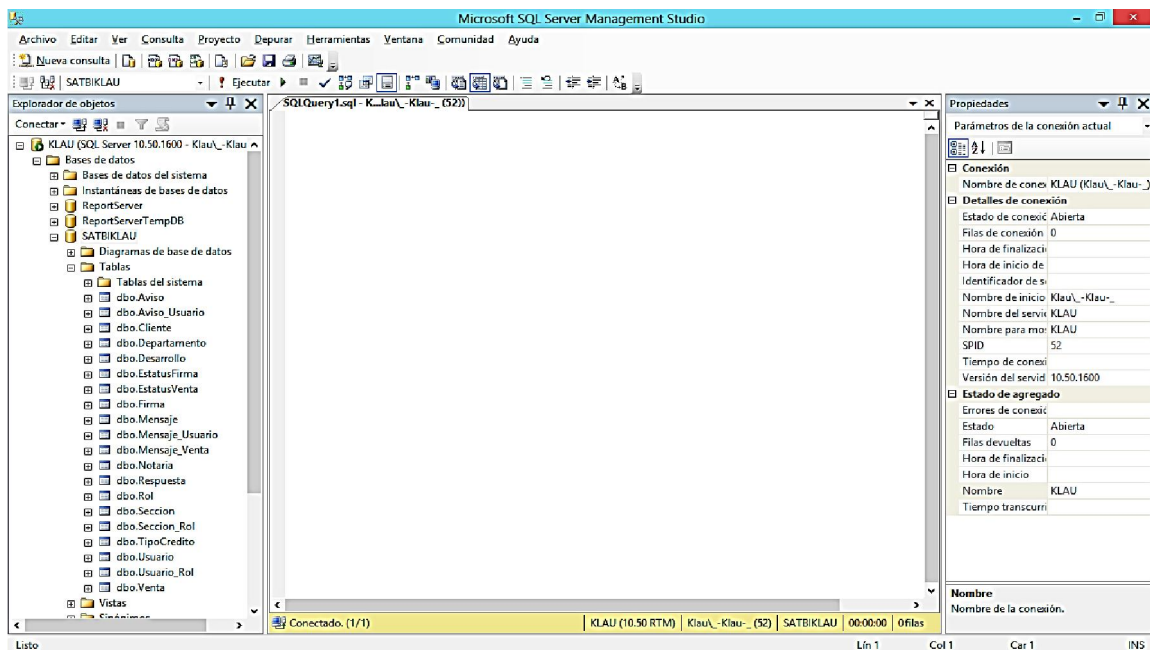 Microsoft SQL Server Management Studio
Archivo Editar Ver Consulta Proyecto Depurar Herramientas Ventana Comunidad Ayuda
Nueva consulta
SATBIKLAU Ejecutar
Explorador de objetos
Conectar
KLAU (SQL Server 10.50.1600 - Klau\_-Klau
Bases de datos
Bases de datos del sistema
Instantáneas de bases de datos
ReportServer
ReportServerTempDB
SATBIKLAU
Diagramas de base de datos
Tablas
Tablas del sistema
dbo.Aviso
dbo.Aviso_Usuario
dbo.Cliente
dbo.Departamento
dbo.Desarrollo
dbo.EstatusFirma
dbo.EstatusVenta
dbo.Firma
dbo.Mensaje
dbo.Mensaje_Usuario
dbo.Mensaje_Venta
dbo.Notaria
dbo.Respuesta
dbo.Rol
dbo.Seccion
dbo.Seccion_Rol
dbo.TipoCredito
dbo.Usuario
dbo.Usuario_Rol
dbo.Venta
Vistas
SQLQuery1.sql - K...lau\_-Klau-_ (52))
Conectado. (1/1) KLAU (10.50 RTM) Klau\_-Klau-_ (52) SATBIKLAU 00:00:00 0 filas
Propiedades
Parámetros de la conexión actual
Conexión
Nombre de conex KLAU (Klau\_-Klau-_)
Detalles de conexión
Estado de conexió Abierta
Filas de conexión 0
Hora de finalizaci
Hora de inicio de
Identificador de s
Nombre de inicio Klau\_-Klau-_
Nombre del servi KLAU
Nombre para mos KLAU
SPID 52
Tiempo de conexi
Versión del servid 10.50.1600
Estado de agregado
Errores de conexió
Estado Abierta
Filas devueltas 0
Hora de finalizaci
Hora de inicio
Nombre KLAU
Tiempo transcurri
Nombre
Nombre de la conexión.
Listo Lín 1 Col 1 Car 1 INS